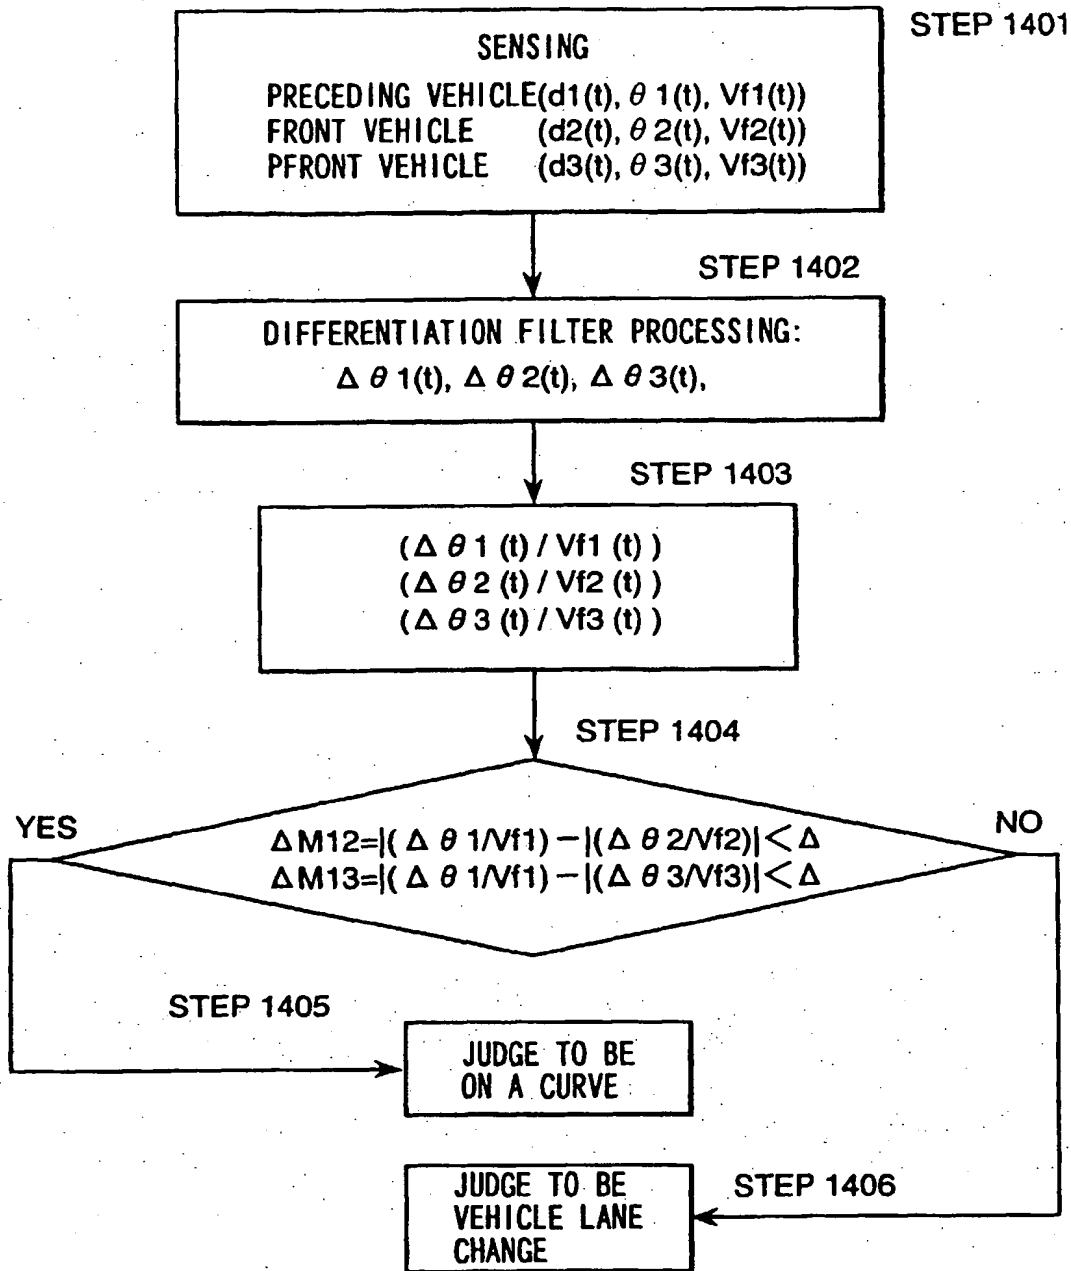 STEP 1401
SENSING
PRECEDING VEHICLE(d1(t), θ 1(t), Vf1(t))
FRONT VEHICLE (d2(t), θ 2(t), Vf2(t))
PFRONT VEHICLE (d3(t), θ 3(t), Vf3(t))
STEP 1402
DIFFERENTIATION FILTER PROCESSING:
Δ θ 1(t), Δ θ 2(t), Δ θ 3(t),
STEP 1403
(Δ θ 1 (t) / Vf1 (t) )
(Δ θ 2 (t) / Vf2 (t) )
(Δ θ 3 (t) / Vf3 (t) )
STEP 1404
YES
NO
ΔM12=|( Δ θ 1/Vf1) −|(Δ θ 2/Vf2)|<Δ
ΔM13=|( Δ θ 1/Vf1) −|(Δ θ 3/Vf3)|<Δ
STEP 1405
JUDGE TO BE
ON A CURVE
STEP 1406
JUDGE TO BE
VEHICLE LANE
CHANGE